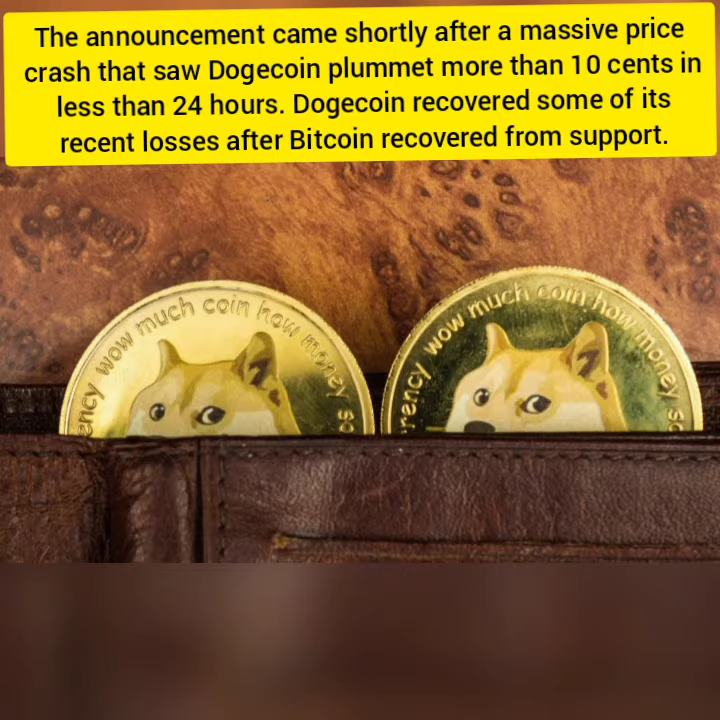 The announcement came shortly after a massive price
crash that saw Dogecoin plummet more than 10 cents in
less than 24 hours. Dogecoin recovered some of its
recent losses after Bitcoin recovered from support.
wow much coin how money so
wow much coin how money so